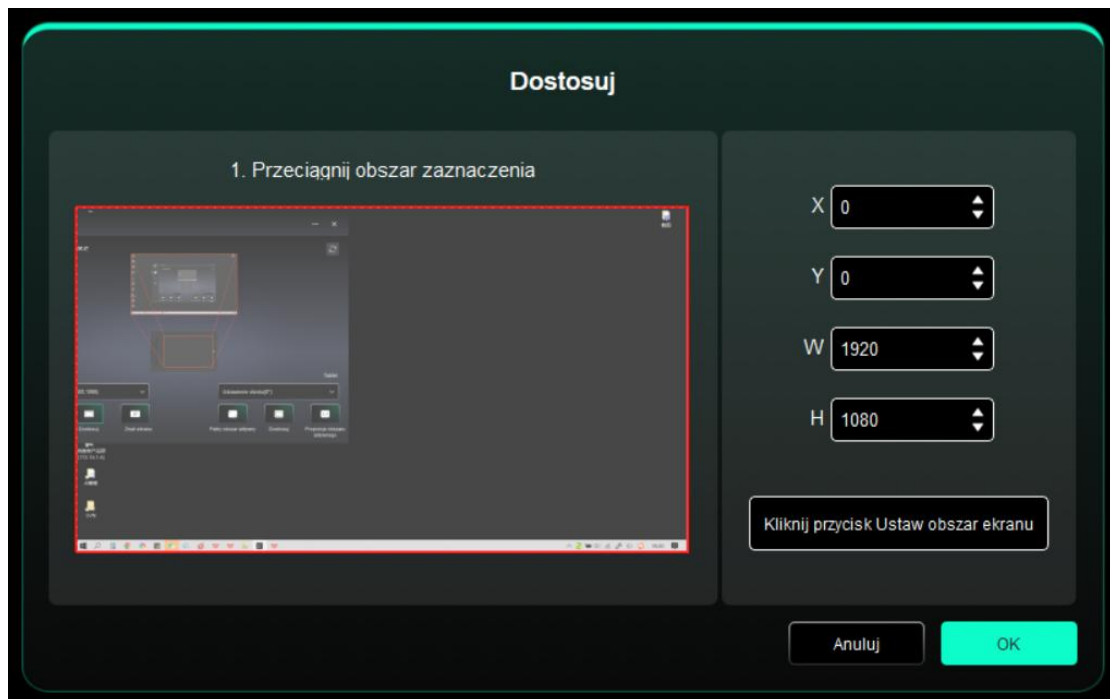 Dostosuj
1. Przeciągnij obszar zaznaczenia
X 0
Y 0
W 1920
H 1080
Kliknij przycisk Ustaw obszar ekranu
Anuluj
OK